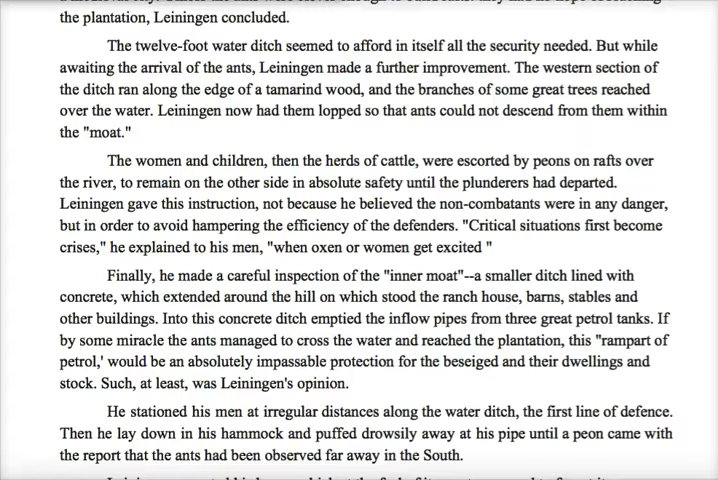 the plantation, Leiningen concluded.
The twelve-foot water ditch seemed to afford in itself all the security needed. But while
awaiting the arrival of the ants, Leiningen made a further improvement. The western section of
the ditch ran along the edge of a tamarind wood, and the branches of some great trees reached
over the water. Leiningen now had them lopped so that ants could not descend from them within
the "moat."
The women and children, then the herds of cattle, were escorted by peons on rafts over
the river, to remain on the other side in absolute safety until the plunderers had departed.
Leiningen gave this instruction, not because he believed the non-combatants were in any danger,
but in order to avoid hampering the efficiency of the defenders. "Critical situations first become
crises," he explained to his men, "when oxen or women get excited "
Finally, he made a careful inspection of the "inner moat"--a smaller ditch lined with
concrete, which extended around the hill on which stood the ranch house, barns, stables and
other buildings. Into this concrete ditch emptied the inflow pipes from three great petrol tanks. If
by some miracle the ants managed to cross the water and reached the plantation, this "rampart of
petrol,' would be an absolutely impassable protection for the beseiged and their dwellings and
stock. Such, at least, was Leiningen's opinion.
He stationed his men at irregular distances along the water ditch, the first line of defence.
Then he lay down in his hammock and puffed drowsily away at his pipe until a peon came with
the report that the ants had been observed far away in the South.